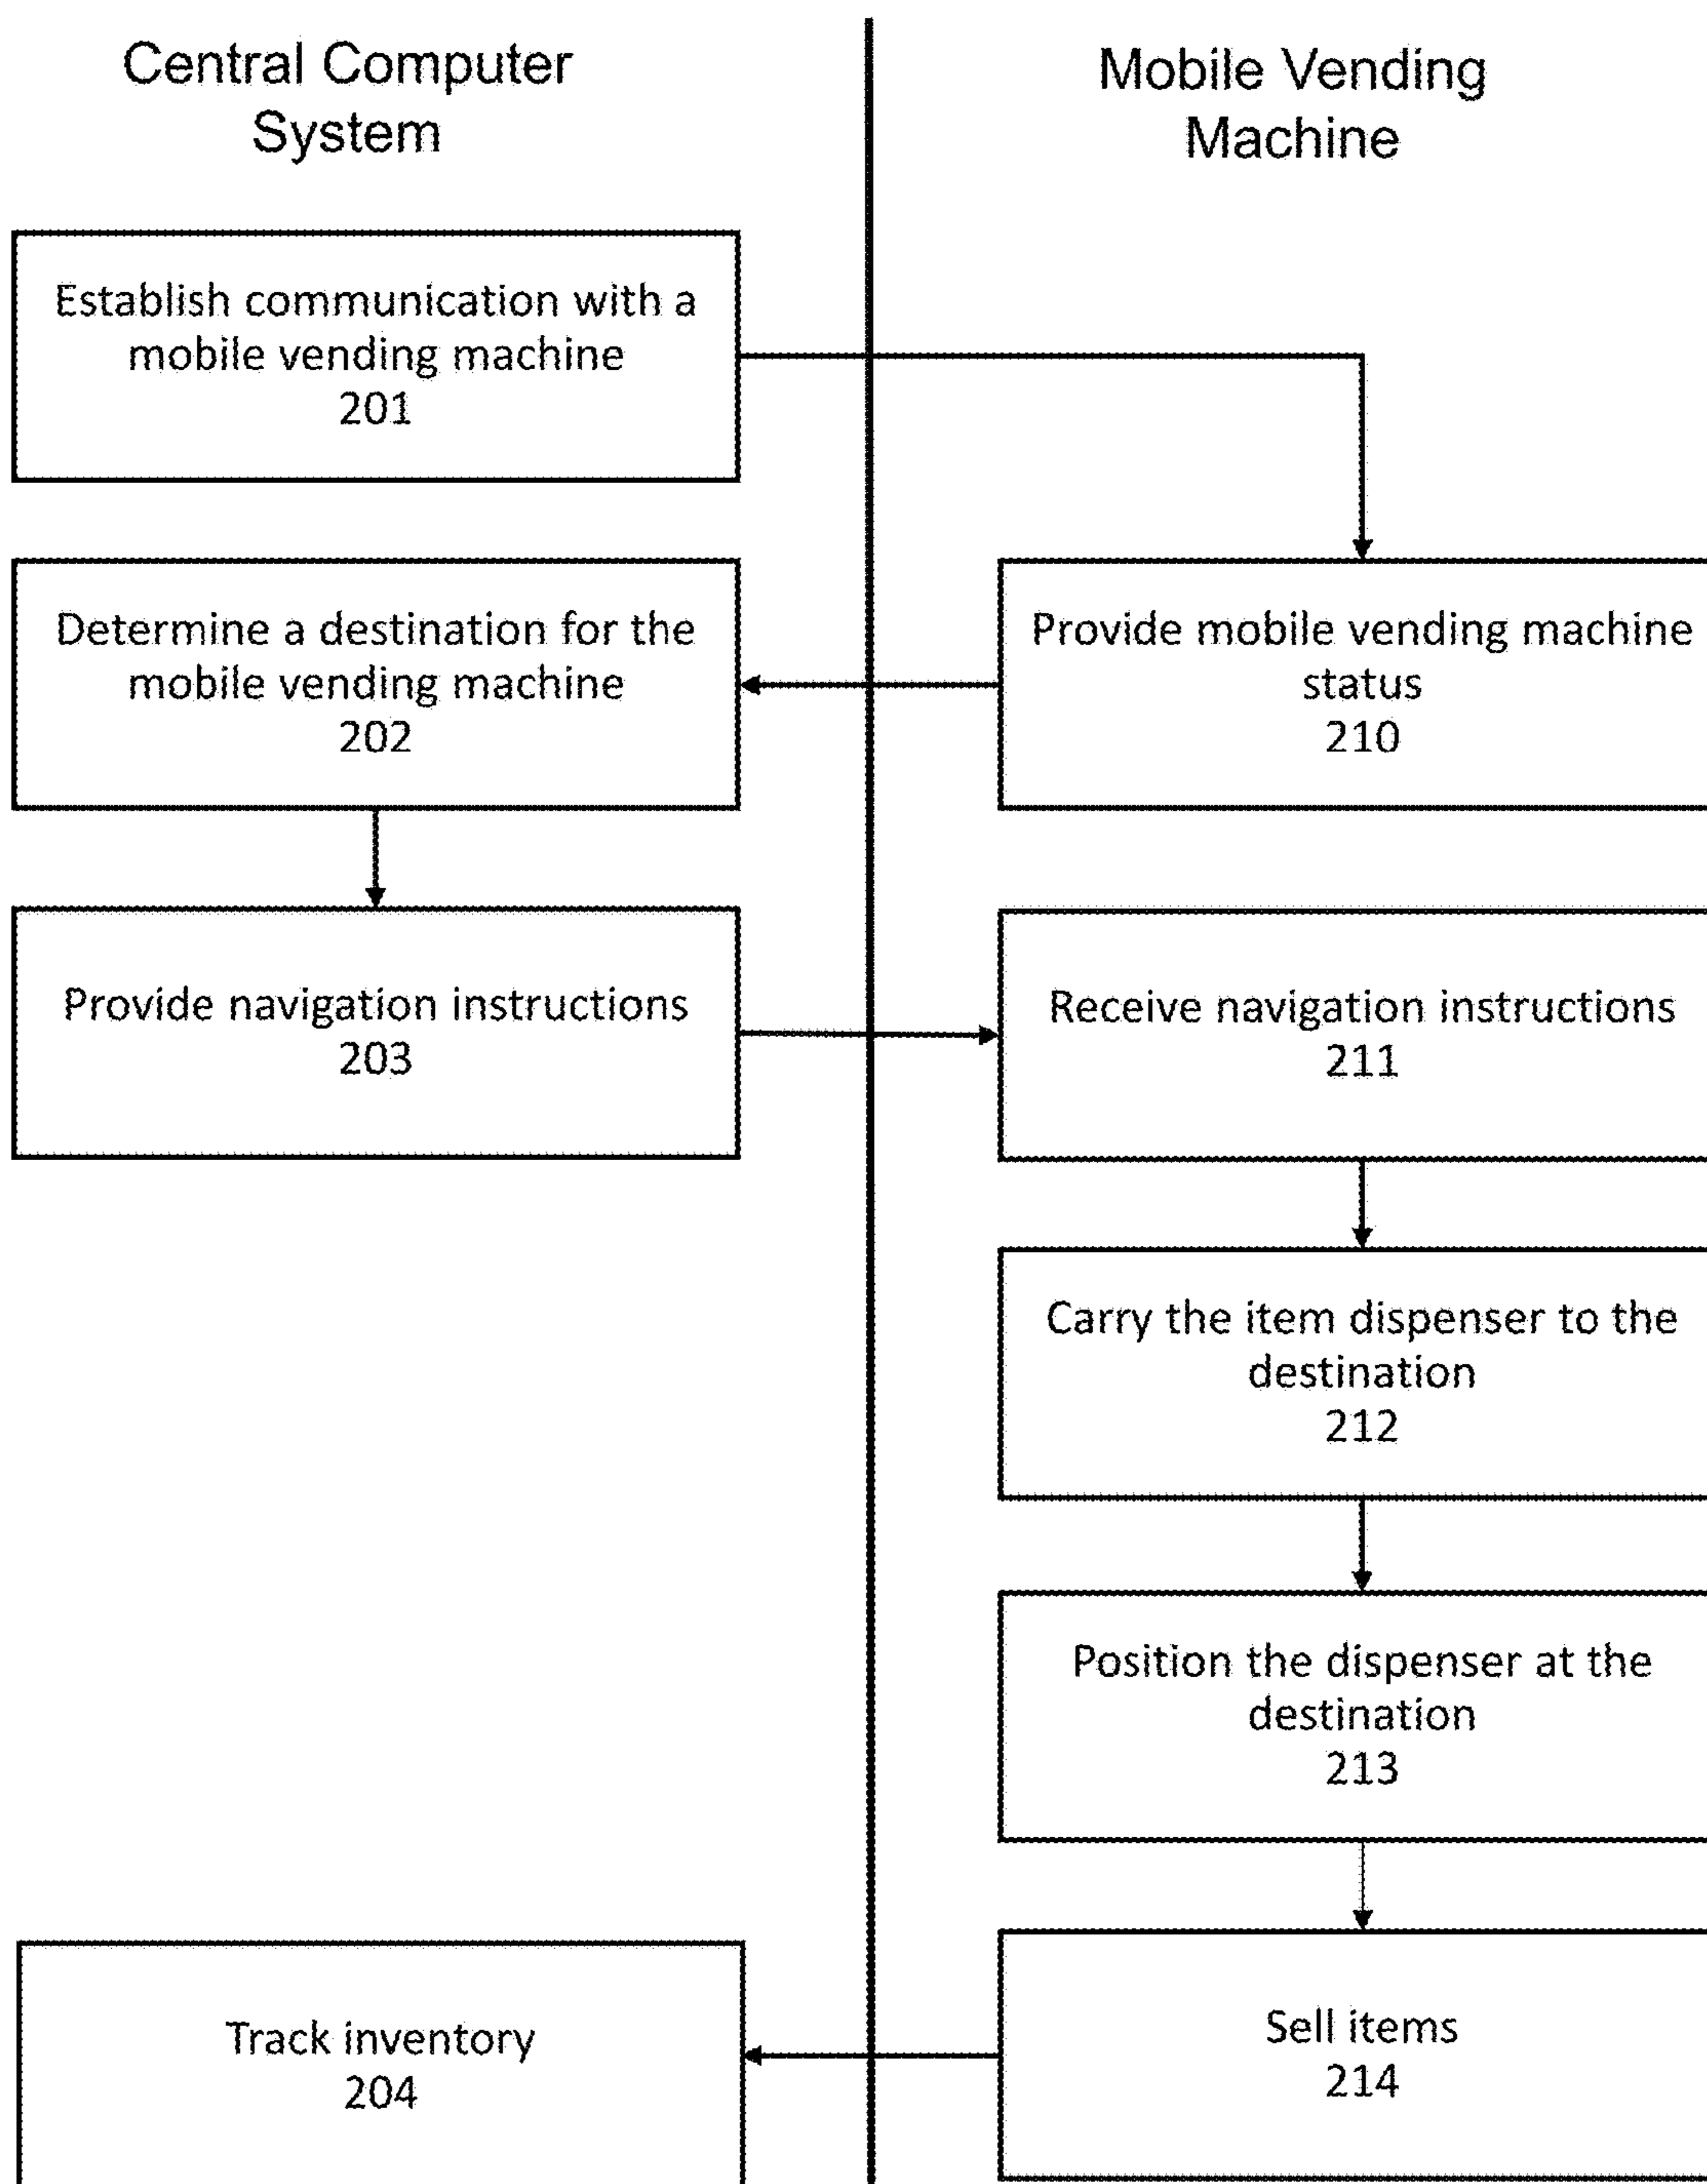 Central Computer
System
Mobile Vending
Machine
Establish communication with a
mobile vending machine
201
Determine a destination for the
mobile vending machine
202
Provide mobile vending machine
status
210
Provide navigation instructions
203
Receive navigation instructions
211
Carry the item dispenser to the
destination
212
Position the dispenser at the
destination
213
Track inventory
204
Sell items
214